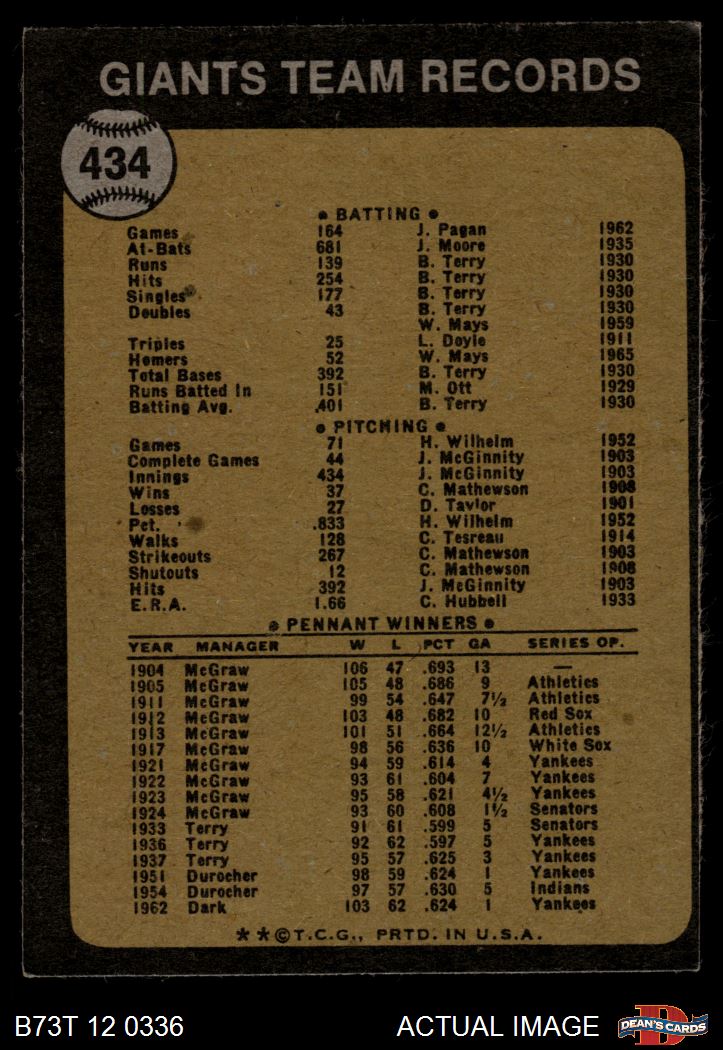 GIANTS TEAM RECORDS
434
• BATTING •
Games 164 J. Pagan 1962
At-Bats 681 J. Moore 1935
Runs 139 B. Terry 1930
Hits 254 B. Terry 1930
Singles 177 B. Terry 1930
Doubles 43 B. Terry 1930
W. Mays 1959
Triples 25 L. Doyle 1911
Homers 52 W. Mays 1965
Total Bases 392 B. Terry 1930
Runs Batted In 151 M. Ott 1929
Batting Avg. .401 B. Terry 1930
• PITCHING •
Games 71 H. Wilhelm 1952
Complete Games 44 J. McGinnity 1903
Innings 434 J. McGinnity 1903
Wins 37 C. Mathewson 1908
Losses 27 D. Taylor 1901
Pct. .833 H. Wilhelm 1952
Walks 128 C. Tesreau 1914
Strikeouts 267 C. Mathewson 1903
Shutouts 12 C. Mathewson 1908
Hits 392 J. McGinnity 1903
E.R.A. 1.66 C. Hubbell 1933
• PENNANT WINNERS •
YEAR MANAGER W L PCT GA SERIES OP.
1904 McGraw 106 47 .693 13 —
1905 McGraw 105 48 .686 9 Athletics
1911 McGraw 99 54 .647 7½ Athletics
1912 McGraw 103 48 .682 10 Red Sox
1913 McGraw 101 51 .664 12½ Athletics
1917 McGraw 98 56 .636 10 White Sox
1921 McGraw 94 59 .614 4 Yankees
1922 McGraw 93 61 .604 7 Yankees
1923 McGraw 95 58 .621 4½ Yankees
1924 McGraw 93 60 .608 1½ Senators
1933 Terry 91 61 .599 5 Senators
1936 Terry 92 62 .597 5 Yankees
1937 Terry 95 57 .625 3 Yankees
1951 Durocher 98 59 .624 1 Yankees
1954 Durocher 97 57 .630 5 Indians
1962 Dark 103 62 .624 1 Yankees
★★©T.C.G., PRTD. IN U.S.A.
B73T 12 0336 ACTUAL IMAGE DEAN'S CARDS